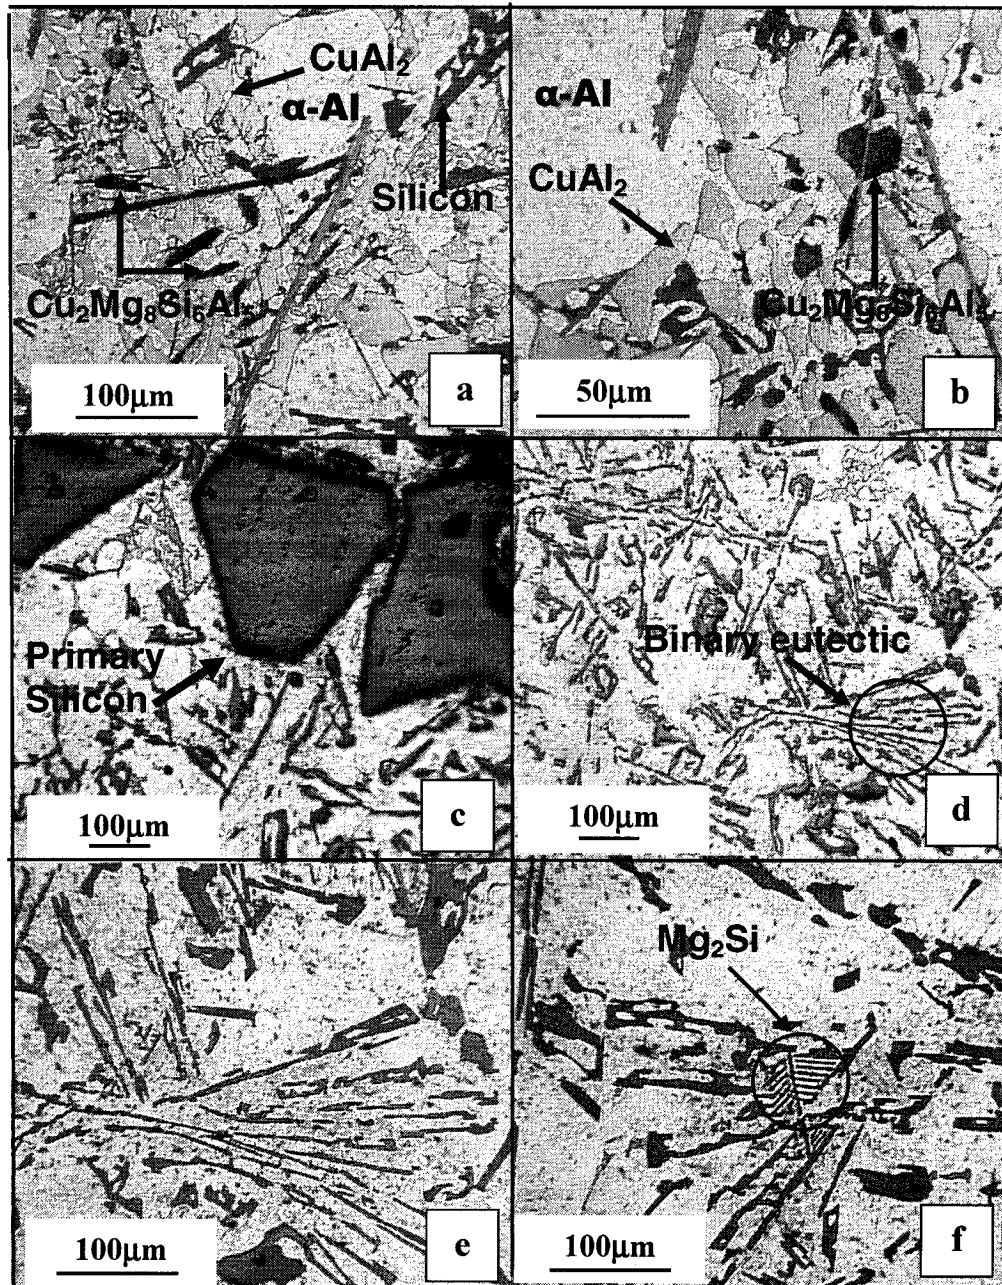 CuAl₂
α-Al
Silicon
Cu₂Mg₈Si₆Al₅
100μm
a
α-Al
CuAl₂
Cu₂Mg₈Si₆Al₅
50μm
b
Primary
Silicon
100μm
c
Binary eutectic
100μm
d
100μm
e
Mg₂Si
100μm
f